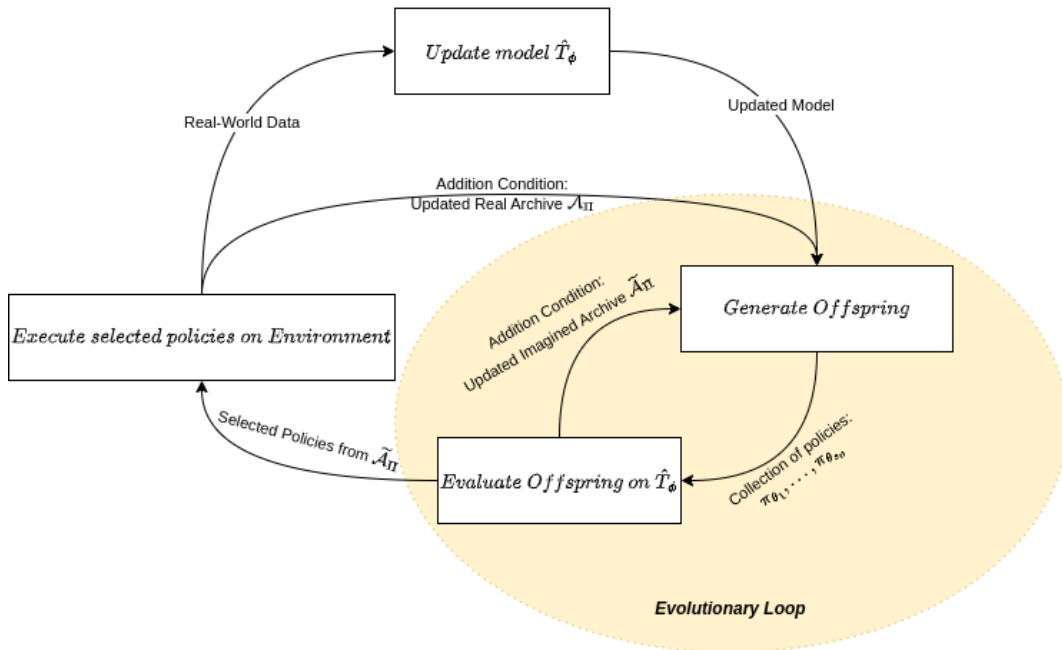 Update model T̂_ϕ
Real-World Data
Updated Model
Addition Condition:
Updated Real Archive 𝒜_Π
Addition Condition:
Updated Imagined Archive 𝒜̃_Π
Generate Offspring
Execute selected policies on Environment
Selected Policies from 𝒜̃_Π
Evaluate Offspring on T̂_ϕ
Collection of policies:
Evolutionary Loop